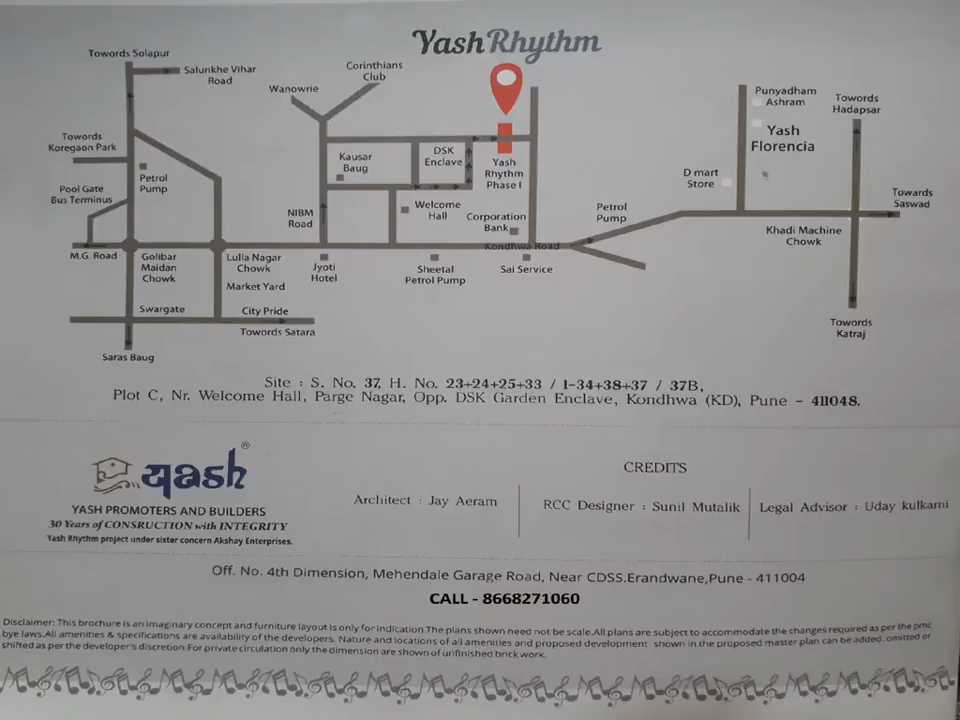 Yash Rhythm
Towords Solapur
Salunkhe Vihar
Road
Corinthians
Club
Wanowrie
Punyadham
Ashram
Towords
Hadapsar
Yash
Florencia
Towords
Koregaon Park
Petrol
Pump
Kausar
Baug
DSK
Enclave
Yash
Rhythm
Phase I
D mart
Store
Pool Gate
Bus Terminus
NIBM
Road
Welcome
Hall
Corporation
Bank
Petrol
Pump
Towards
Saswad
Khadi Machine
Chowk
Kondhwa Road
M.G. Road
Golibar
Maidan
Chowk
Lulla Nagar
Chowk
Market Yard
Jyoti
Hotel
Sheetal
Petrol Pump
Sai Service
Swargate
City Pride
Towords Satara
Towords
Katraj
Saras Baug
Site : S. No. 37, H. No. 23+24+25+33 / 1-34+38+37 / 37B,
Plot C, Nr. Welcome Hall, Parge Nagar, Opp. DSK Garden Enclave, Kondhwa (KD), Pune - 411048.
yash ®
YASH PROMOTERS AND BUILDERS
30 Years of CONSRUCTION with INTEGRITY
Yash Rhythm project under sister concern Akshay Enterprises.
CREDITS
Architect : Jay Aeram
RCC Designer : Sunil Mutalik
Legal Advisor : Uday kulkarni
Off. No. 4th Dimension, Mehendale Garage Road, Near CDSS.Erandwane,Pune - 411004
CALL - 8668271060
Disclaimer: This brochure is an imaginary concept and furniture layout is only for indication.The plans shown need not be scale.All plans are subject to accommodate the changes required as per the pmc
bye laws.All amenities & specifications are availability of the developers. Nature and locations of all amenities and proposed development shown in the proposed master plan can be added, omitted or
shifted as per the developer's discretion.For private circulation only.the dimension are shown of unfinished brick work.